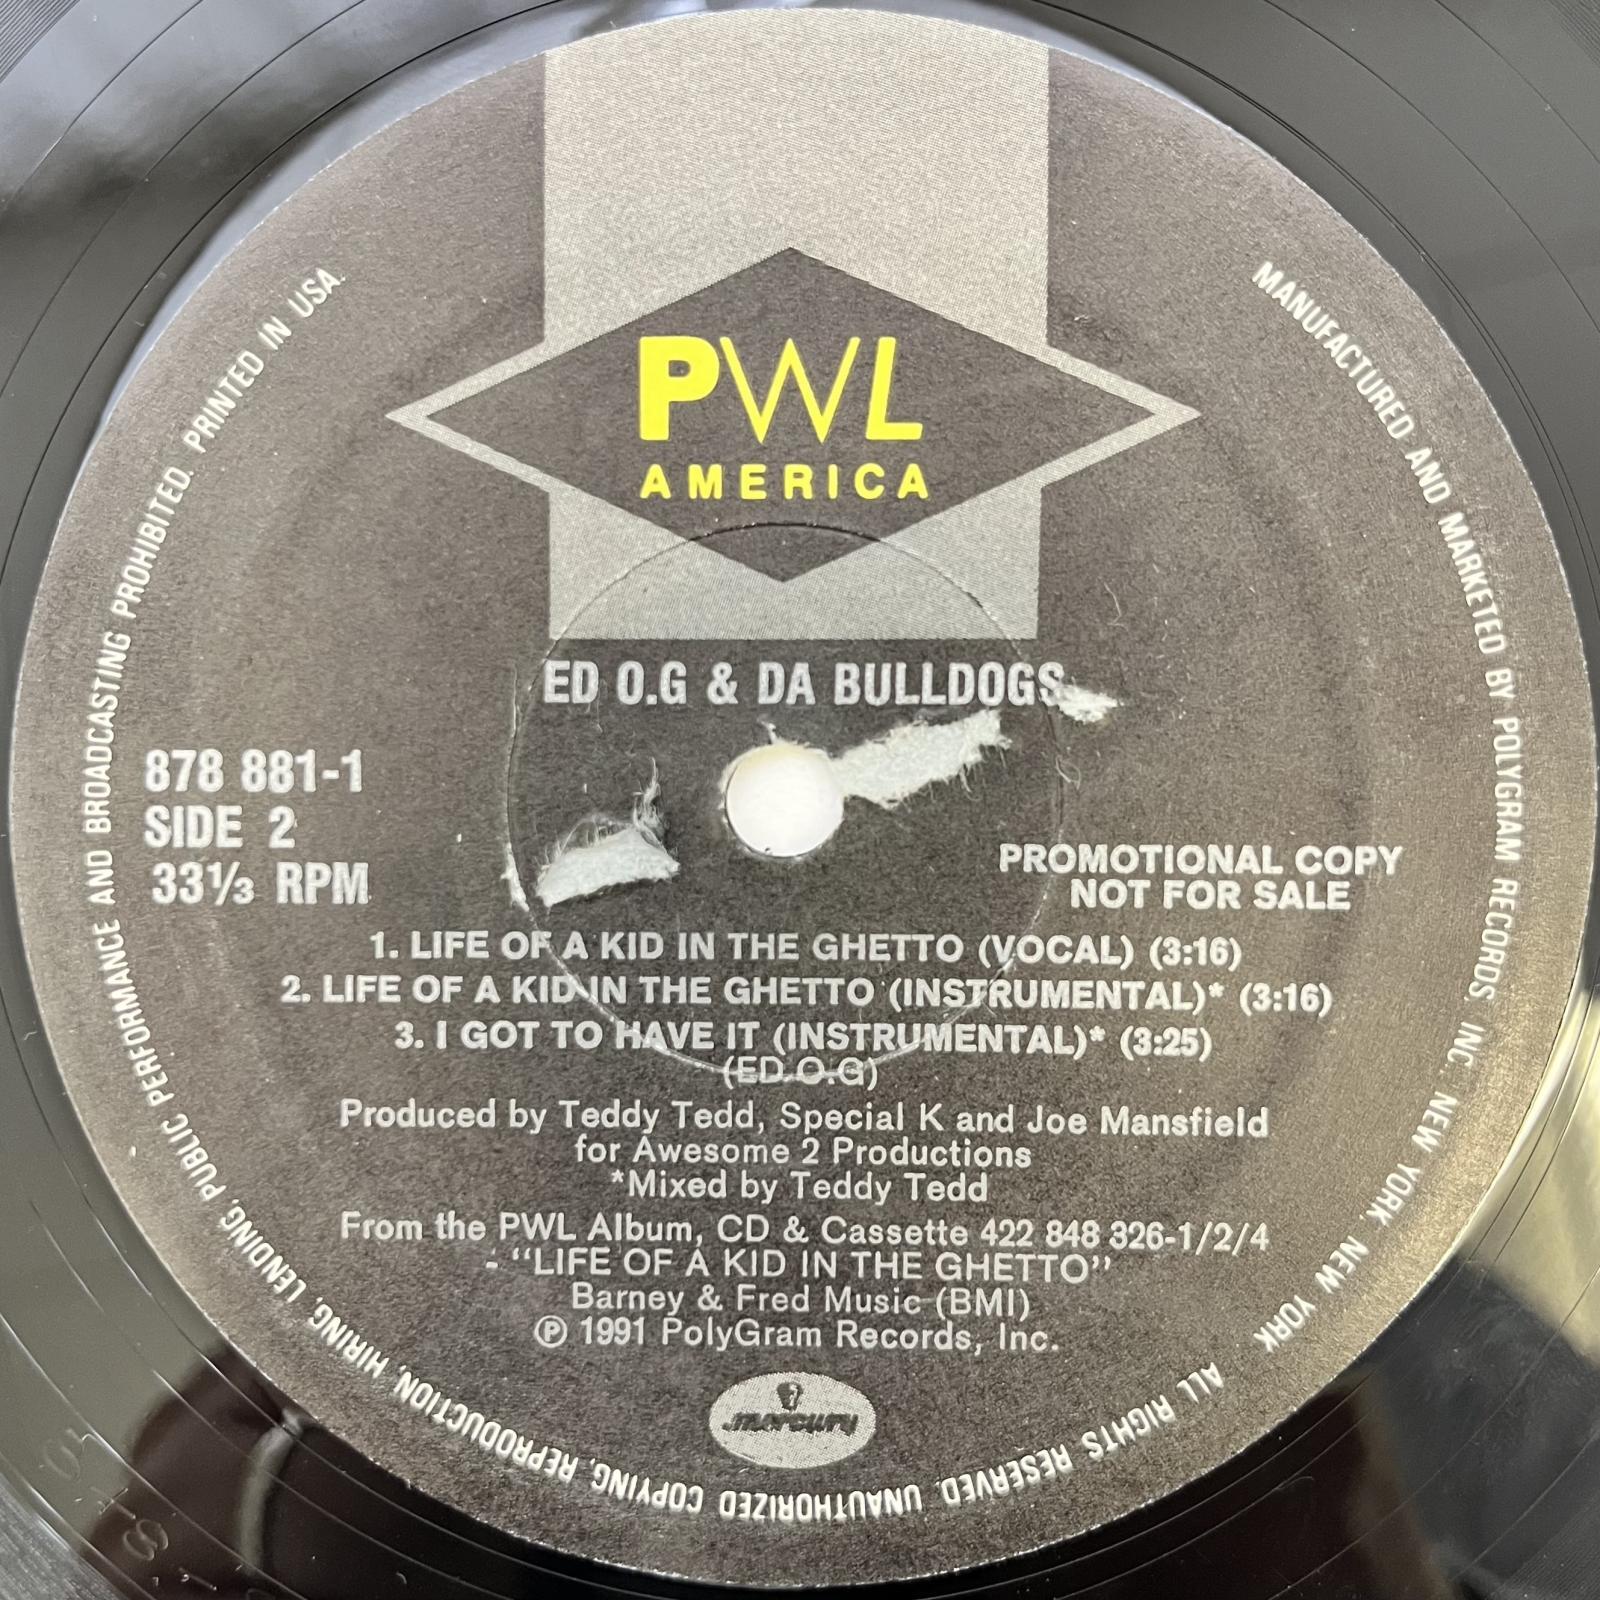 PWL
AMERICA
ED O.G & DA BULLDOGS
878 881-1
SIDE 2
33⅓ RPM
PROMOTIONAL COPY
NOT FOR SALE
1. LIFE OF A KID IN THE GHETTO (VOCAL) (3:16)
2. LIFE OF A KID IN THE GHETTO (INSTRUMENTAL)* (3:16)
3. I GOT TO HAVE IT (INSTRUMENTAL)* (3:25)
(ED.O.G)
Produced by Teddy Tedd, Special K and Joe Mansfield
for Awesome 2 Productions
*Mixed by Teddy Tedd
From the PWL Album, CD & Cassette 422 848 326-1/2/4
- “LIFE OF A KID IN THE GHETTO”
Barney & Fred Music (BMI)
℗ 1991 PolyGram Records, Inc.
mercury
MANUFACTURED AND MARKETED BY POLYGRAM RECORDS, INC. NEW YORK, NEW YORK
ALL RIGHTS RESERVED. UNAUTHORIZED COPYING, REPRODUCTION, HIRING, LENDING, PUBLIC PERFORMANCE AND BROADCASTING PROHIBITED. PRINTED IN USA.